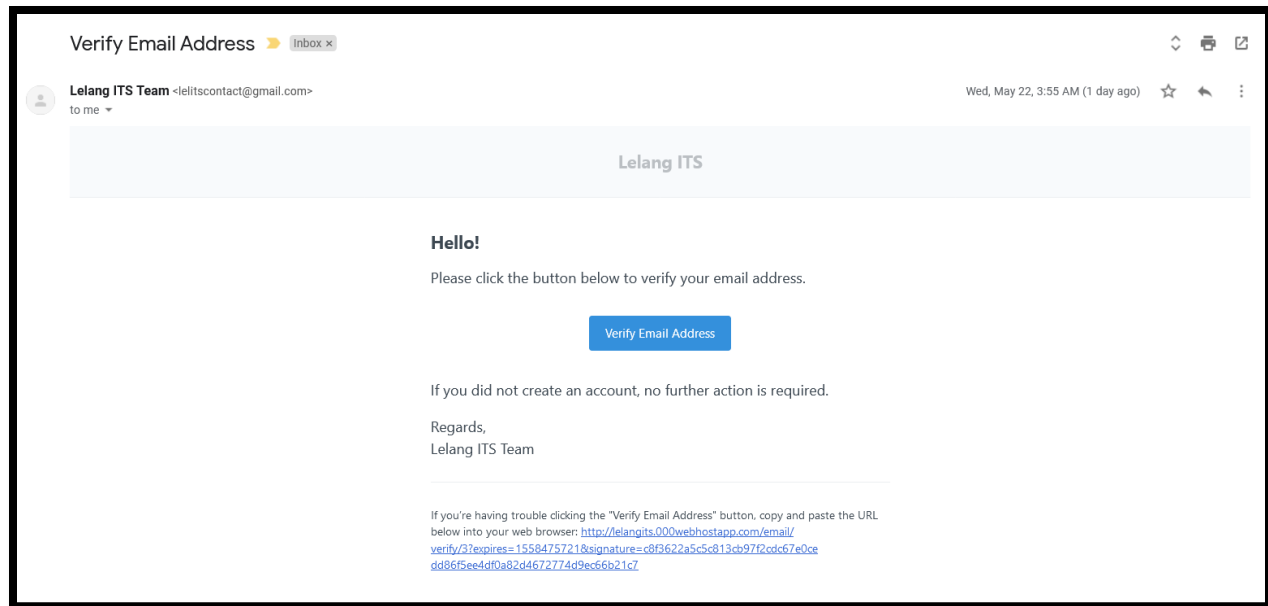 Verify Email Address Inbox ×
Lelang ITS Team <lelitscontact@gmail.com> Wed, May 22, 3:55 AM (1 day ago)
to me
Lelang ITS
Hello!
Please click the button below to verify your email address.
Verify Email Address
If you did not create an account, no further action is required.
Regards,
Lelang ITS Team
If you're having trouble clicking the "Verify Email Address" button, copy and paste the URL
below into your web browser: http://lelangits.000webhostapp.com/email/
verify/3?expires=1558475721&signature=c8f3622a5c5c813cb97f2cdc67e0ce
dd86f5ee4df0a82d4672774d9ec66b21c7